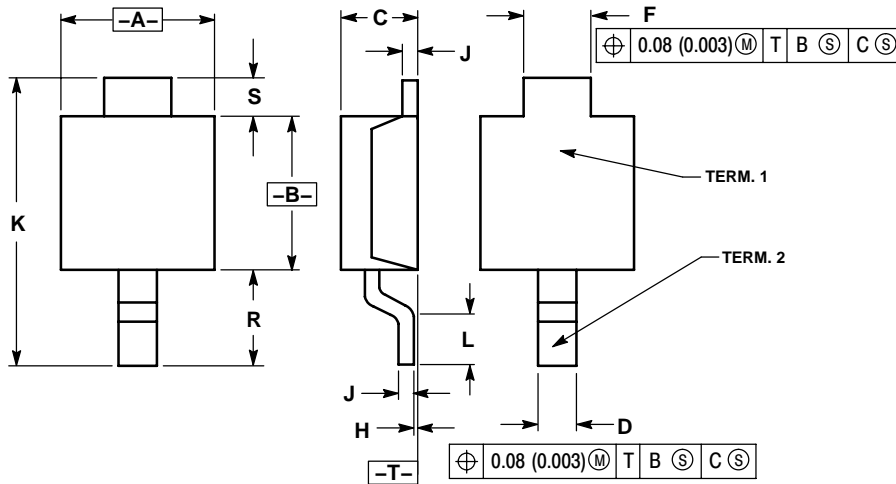 –A–
C
F
⌖ 0.08 (0.003) Ⓜ T B Ⓢ C Ⓢ
J
S
K
–B–
TERM. 1
TERM. 2
R
L
J
H
D
–T–
⌖ 0.08 (0.003) Ⓜ T B Ⓢ C Ⓢ